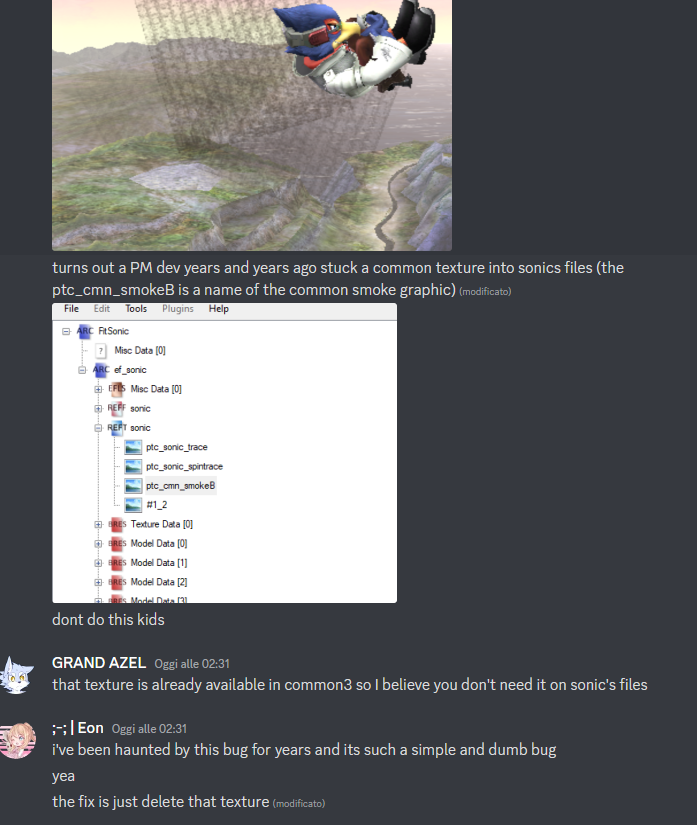 turns out a PM dev years and years ago stuck a common texture into sonics files (the
ptc_cmn_smokeB is a name of the common smoke graphic) (modificato)
File Edit Tools Plugins Help
ARC FitSonic
? Misc Data [0]
ARC ef_sonic
EFLS Misc Data [0]
REFF sonic
REFT sonic
ptc_sonic_trace
ptc_sonic_spintrace
ptc_cmn_smokeB
#1_2
BRES Texture Data [0]
BRES Model Data [0]
BRES Model Data [1]
BRES Model Data [2]
BRES Model Data [3]
dont do this kids
GRAND AZEL Oggi alle 02:31
that texture is already available in common3 so I believe you don't need it on sonic's files
;-; | Eon Oggi alle 02:31
i've been haunted by this bug for years and its such a simple and dumb bug
yea
the fix is just delete that texture (modificato)